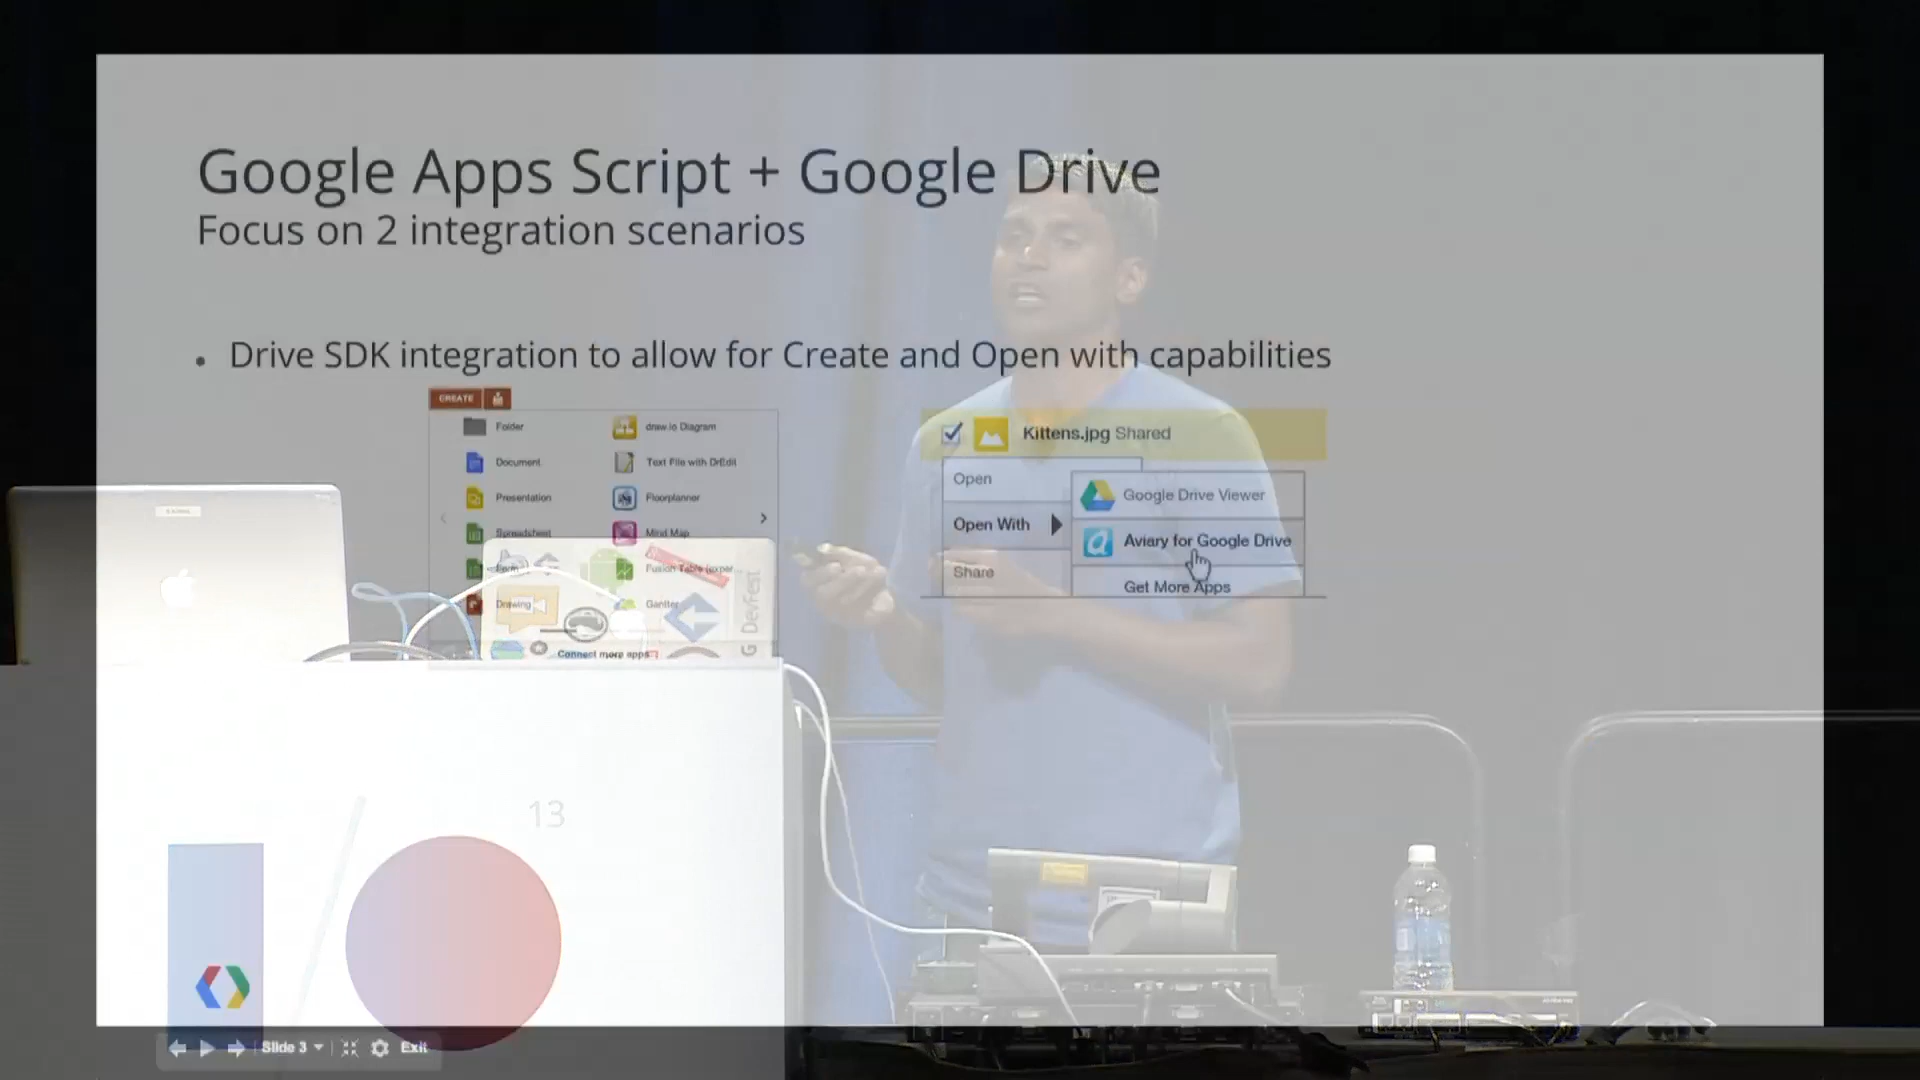 Google Apps Script + Google Drive
Focus on 2 integration scenarios
• Drive SDK integration to allow for Create and Open with capabilities
CREATE
Folder
draw.io Diagram
Document
Text File with DrEdit
Presentation
Floorplanner
Spreadsheet
Mind Map
Fusion Table
Drawing
Gantter
Connect more apps
Kittens.jpg Shared
Open
Google Drive Viewer
Open With
Aviary for Google Drive
Share
Get More Apps
DevFest
13
Slide 3
Exit